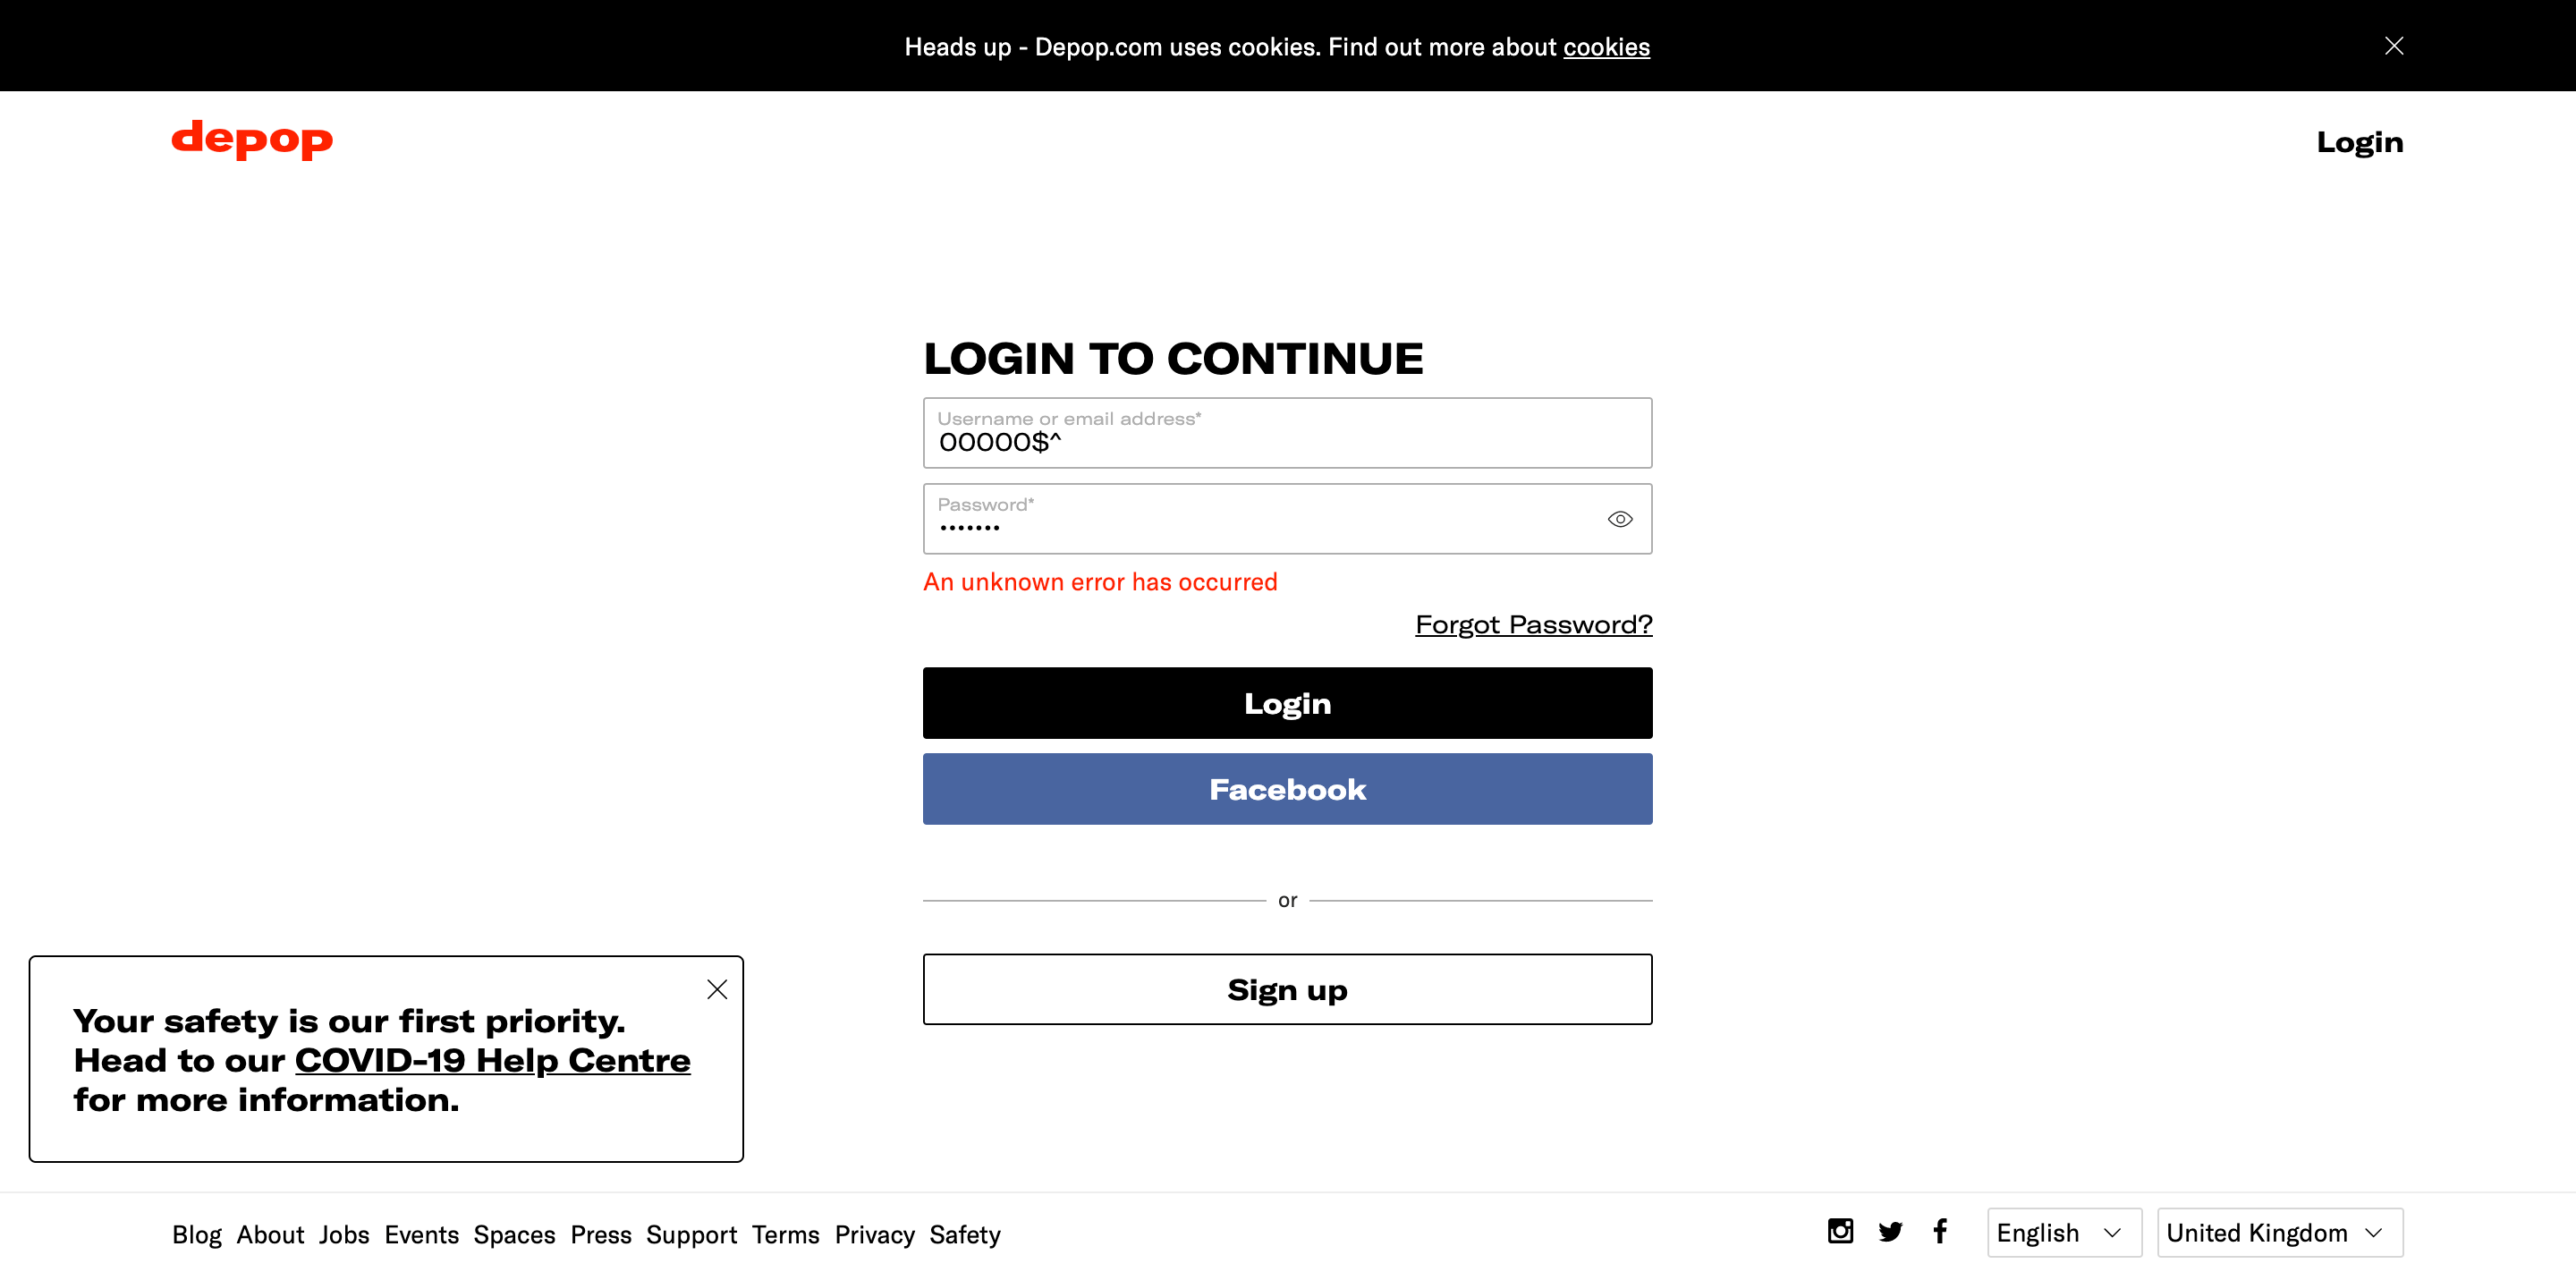 Heads up - Depop.com uses cookies. Find out more about cookies
depop
Login
LOGIN TO CONTINUE
Username or email address*
00000$^
Password*
•••••••
An unknown error has occurred
Forgot Password?
Login
Facebook
or
Sign up
Your safety is our first priority.
Head to our COVID-19 Help Centre
for more information.
Blog About Jobs Events Spaces Press Support Terms Privacy Safety
English
United Kingdom